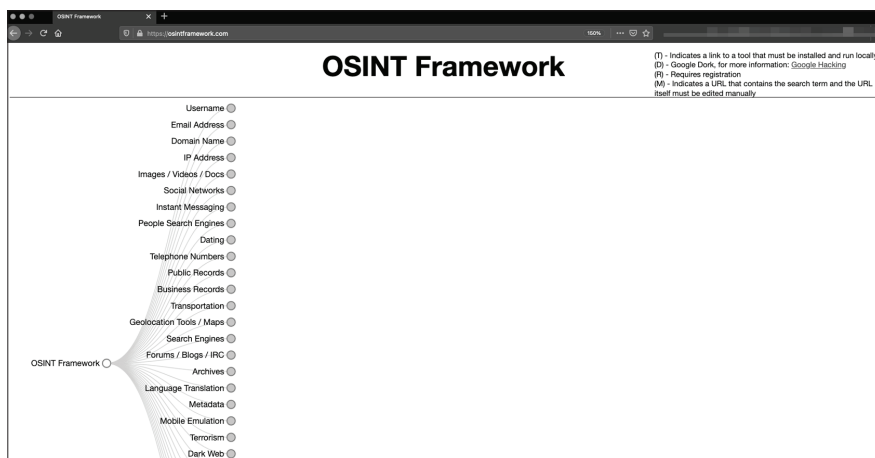 OSINT Framework
https://osintframework.com
150%
OSINT Framework
(T) - Indicates a link to a tool that must be installed and run locally
(D) - Google Dork, for more information: Google Hacking
(R) - Requires registration
(M) - Indicates a URL that contains the search term and the URL
itself must be edited manually
Username
Email Address
Domain Name
IP Address
Images / Videos / Docs
Social Networks
Instant Messaging
People Search Engines
Dating
Telephone Numbers
Public Records
Business Records
Transportation
Geolocation Tools / Maps
Search Engines
Forums / Blogs / IRC
OSINT Framework
Archives
Language Translation
Metadata
Mobile Emulation
Terrorism
Dark Web